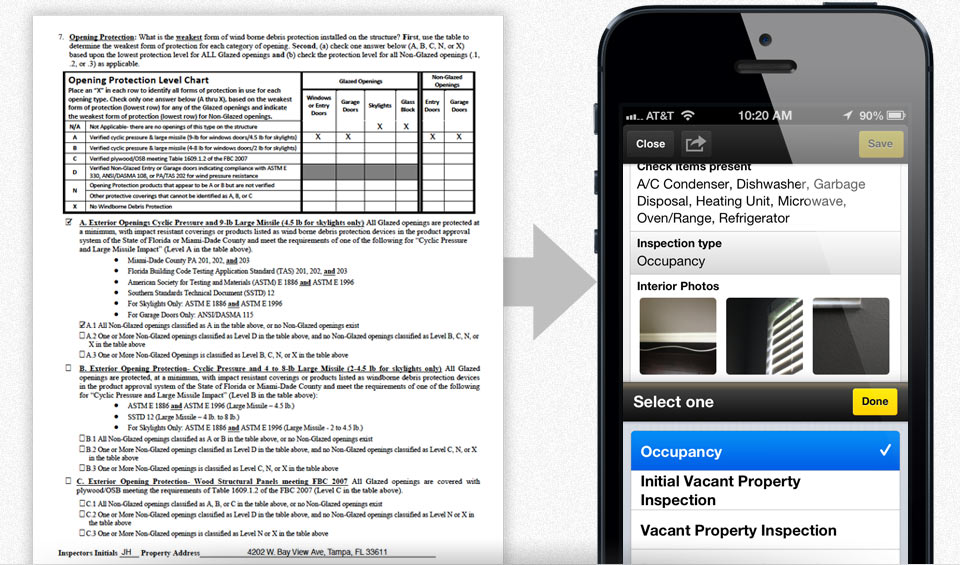 7. Opening Protection: What is the weakest form of wind borne debris protection installed on the structure? First, use the table to
determine the weakest form of protection for each category of opening. Second, (a) check one answer below (A, B, C, N, or X)
based upon the lowest protection level for ALL Glazed openings and (b) check the protection level for all Non-Glazed openings (.1,
.2, or .3) as applicable.
Opening Protection Level Chart
Place an "X" in each row to identify all forms of protection in use for each
opening type. Check only one answer below (A thru X), based on the weakest
form of protection (lowest row) for any of the Glazed openings and indicate
the weakest form of protection (lowest row) for Non-Glazed openings.
Glazed Openings
Non-Glazed
Openings
Windows
or Entry
Doors
Garage
Doors
Skylights
Glass
Block
Entry
Doors
Garage
Doors
N/A Not Applicable- there are no openings of this type on the structure X X
A Verified cyclic pressure & large missile (9-lb for windows doors/4.5 lb for skylights) X X X X
B Verified cyclic pressure & large missile (4-8 lb for windows doors/2 lb for skylights)
C Verified plywood/OSB meeting Table 1609.1.2 of the FBC 2007
D Verified Non-Glazed Entry or Garage doors indicating compliance with ASTM E
330, ANSI/DASMA 108, or PA/TAS 202 for wind pressure resistance
N Opening Protection products that appear to be A or B but are not verified
Other protective coverings that cannot be identified as A, B, or C
X No Windborne Debris Protection
A. Exterior Openings Cyclic Pressure and 9-lb Large Missile (4.5 lb for skylights only) All Glazed openings are protected at
a minimum, with impact resistant coverings or products listed as wind borne debris protection devices in the product approval
system of the State of Florida or Miami-Dade County and meet the requirements of one of the following for "Cyclic Pressure
and Large Missile Impact" (Level A in the table above).
• Miami-Dade County PA 201, 202, and 203
• Florida Building Code Testing Application Standard (TAS) 201, 202, and 203
• American Society for Testing and Materials (ASTM) E 1886 and ASTM E 1996
• Southern Standards Technical Document (SSTD) 12
• For Skylights Only: ASTM E 1886 and ASTM E 1996
• For Garage Doors Only: ANSI/DASMA 115
A.1 All Non-Glazed openings classified as A in the table above, or no Non-Glazed openings exist
A.2 One or More Non-Glazed openings classified as Level D in the table above, and no Non-Glazed openings classified as Level B, C, N, or
X in the table above
A.3 One or More Non-Glazed Openings is classified as Level B, C, N, or X in the table above
B. Exterior Opening Protection- Cyclic Pressure and 4 to 8-lb Large Missile (2-4.5 lb for skylights only) All Glazed
openings are protected, at a minimum, with impact resistant coverings or products listed as windborne debris protection devices
in the product approval system of the State of Florida or Miami-Dade County and meet the requirements of one of the following
for "Cyclic Pressure and Large Missile Impact" (Level B in the table above):
• ASTM E 1886 and ASTM E 1996 (Large Missile – 4.5 lb.)
• SSTD 12 (Large Missile – 4 lb. to 8 lb.)
• For Skylights Only: ASTM E 1886 and ASTM E 1996 (Large Missile - 2 to 4.5 lb.)
B.1 All Non-Glazed openings classified as A or B in the table above, or no Non-Glazed openings exist
B.2 One or More Non-Glazed openings classified as Level D in the table above, and no Non-Glazed openings classified as Level C, N, or X
in the table above
B.3 One or More Non-Glazed openings is classified as Level C, N, or X in the table above
C. Exterior Opening Protection- Wood Structural Panels meeting FBC 2007 All Glazed openings are covered with
plywood/OSB meeting the requirements of Table 1609.1.2 of the FBC 2007 (Level C in the table above).
C.1 All Non-Glazed openings classified as A, B, or C in the table above, or no Non-Glazed openings exist
C.2 One or More Non-Glazed openings classified as Level D in the table above, and no Non-Glazed openings classified as Level N or X in
the table above
C.3 One or More Non-Glazed openings is classified as Level N or X in the table above
Inspectors Initials JH Property Address 4202 W. Bay View Ave, Tampa, FL 33611
AT&T 10:20 AM 90%
Close Save
Check items present
A/C Condenser, Dishwasher, Garbage
Disposal, Heating Unit, Microwave,
Oven/Range, Refrigerator
Inspection type
Occupancy
Interior Photos
Select one Done
Occupancy
Initial Vacant Property
Inspection
Vacant Property Inspection